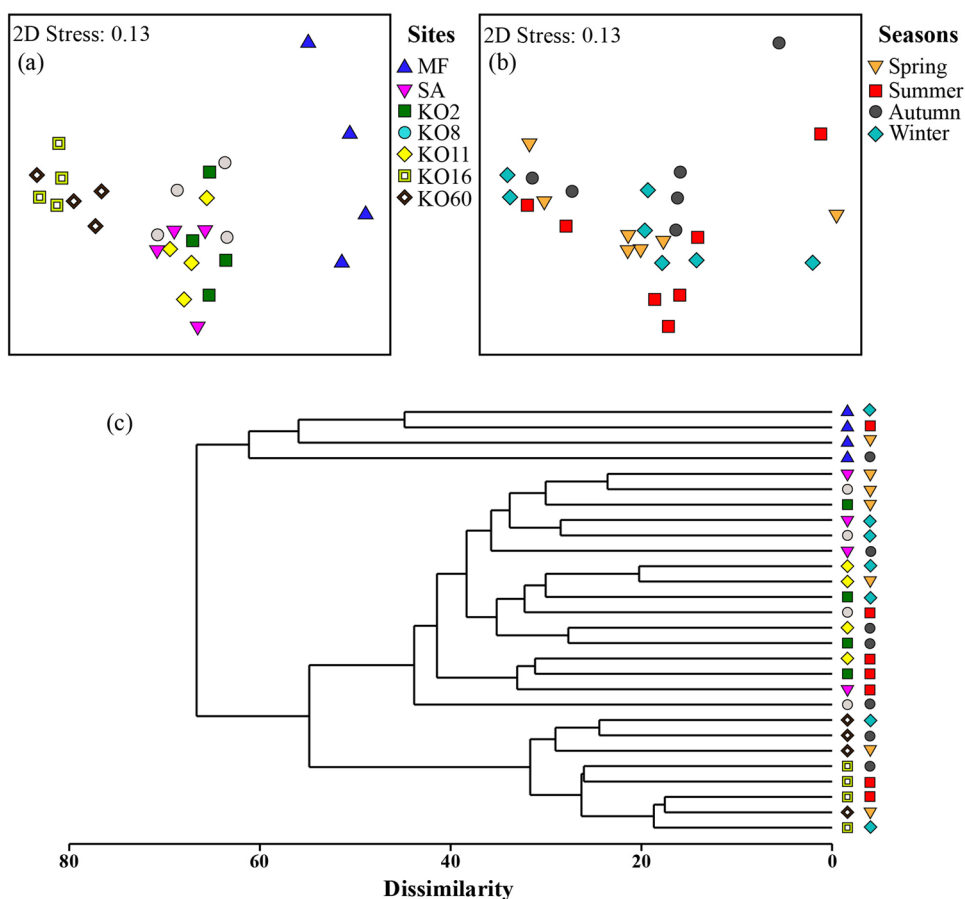 2D Stress: 0.13
(a)
Sites
MF
SA
KO2
KO8
KO11
KO16
KO60
2D Stress: 0.13
(b)
Seasons
Spring
Summer
Autumn
Winter
(c)
80 60 40 20 0
Dissimilarity